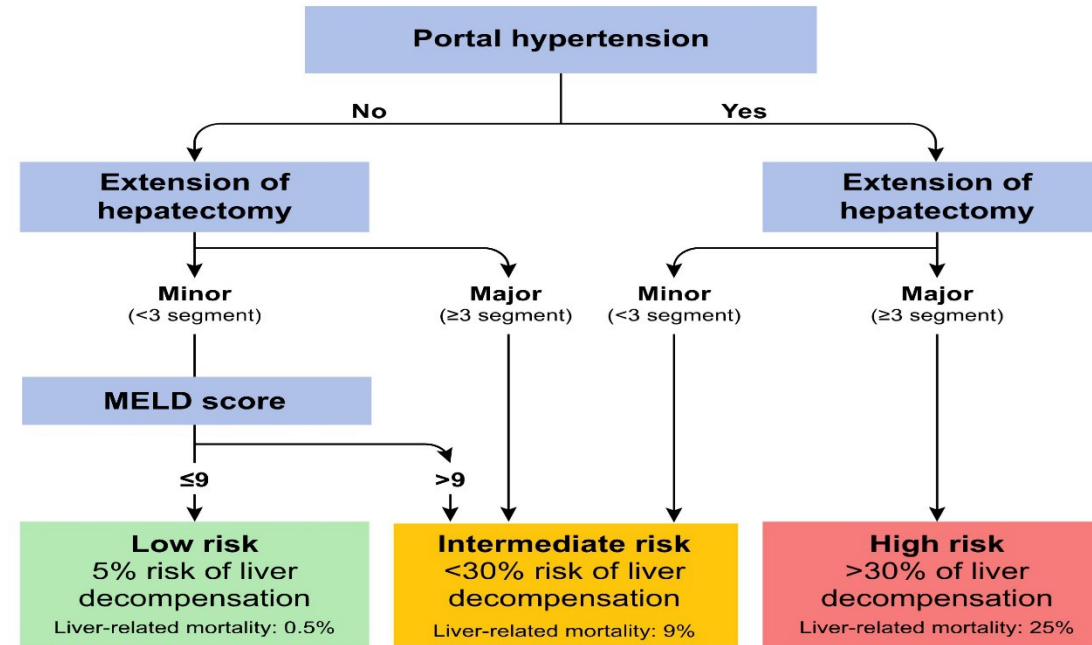 Portal hypertension
No
Yes
Extension of
hepatectomy
Extension of
hepatectomy
Minor
(<3 segment)
Major
(≥3 segment)
Minor
(<3 segment)
Major
(≥3 segment)
MELD score
≤9
>9
Low risk
5% risk of liver
decompensation
Liver-related mortality: 0.5%
Intermediate risk
<30% risk of liver
decompensation
Liver-related mortality: 9%
High risk
>30% of liver
decompensation
Liver-related mortality: 25%